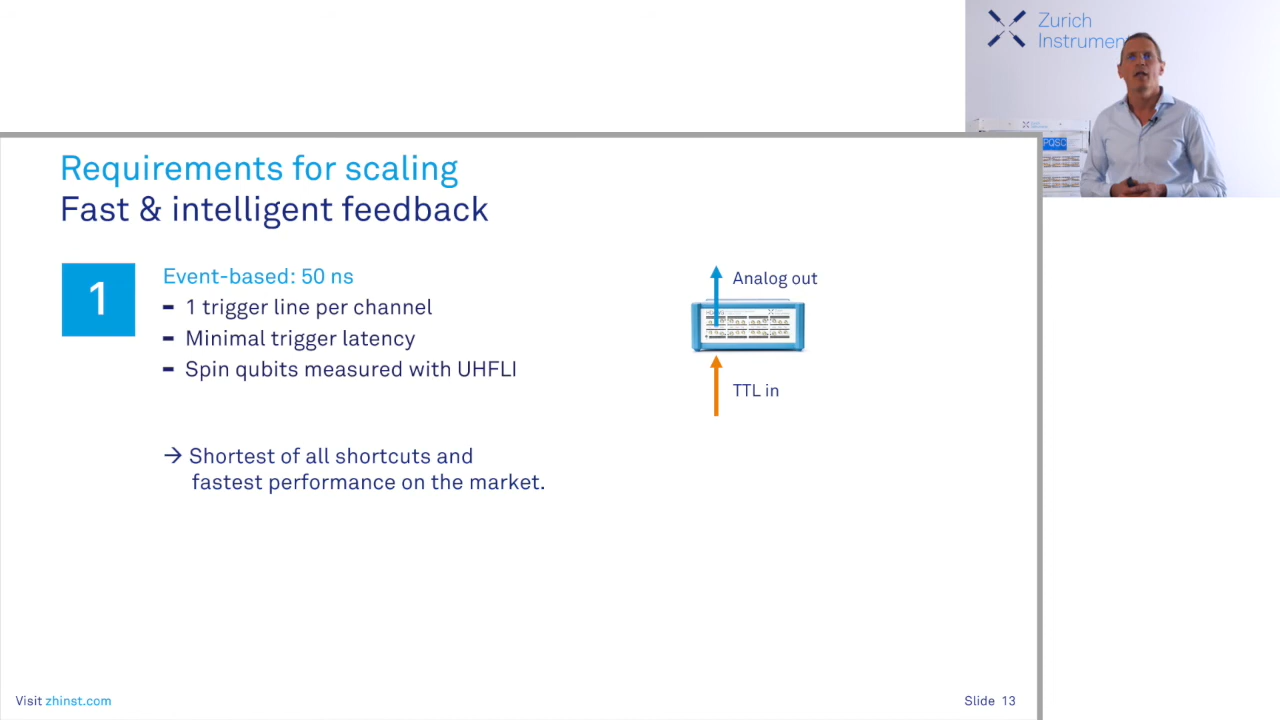 Zurich
Instrumen
PQSC
Requirements for scaling
Fast & intelligent feedback
1
Event-based: 50 ns
- 1 trigger line per channel
- Minimal trigger latency
- Spin qubits measured with UHFLI
→ Shortest of all shortcuts and
fastest performance on the market.
Analog out
TTL in
Visit zhinst.com
Slide 13